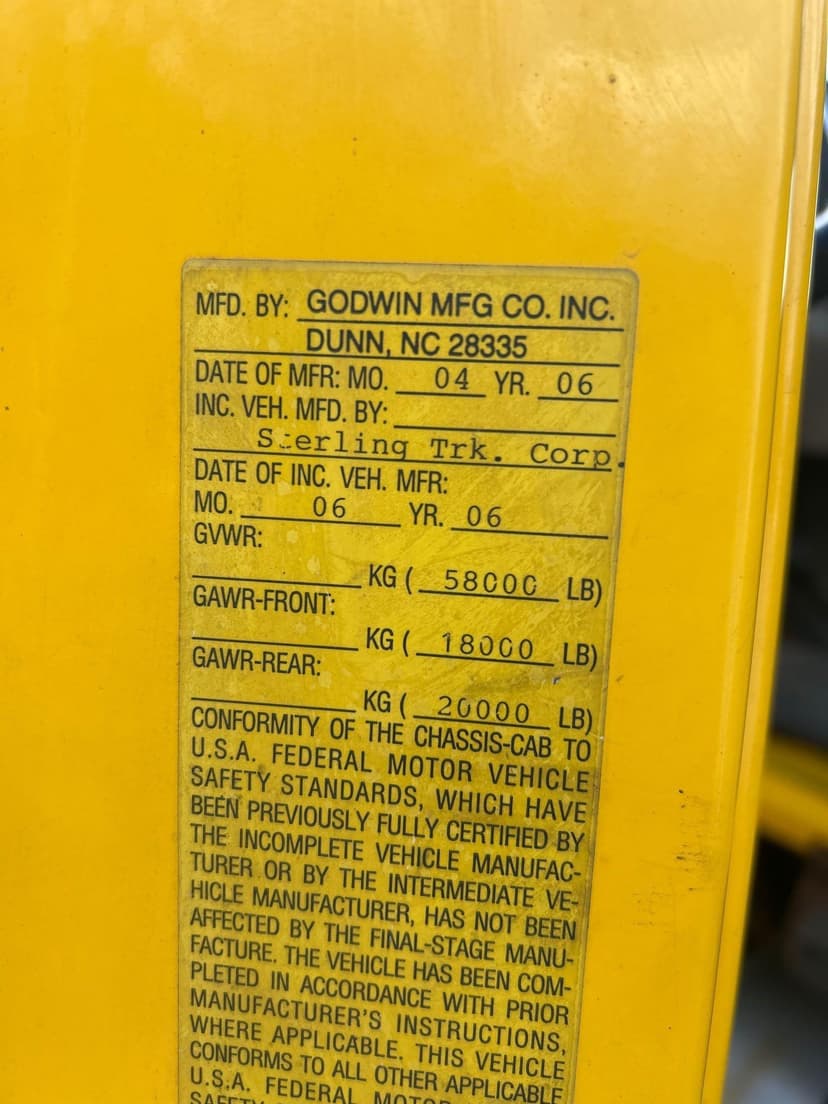 MFD. BY: GODWIN MFG CO. INC.
DUNN, NC 28335
DATE OF MFR: MO. 04 YR. 06
INC. VEH. MFD. BY:
Sterling Trk. Corp.
DATE OF INC. VEH. MFR:
MO. 06 YR. 06
GVWR:
KG ( 58000 LB)
GAWR-FRONT:
KG ( 18000 LB)
GAWR-REAR:
KG ( 20000 LB)
CONFORMITY OF THE CHASSIS-CAB TO
U.S.A. FEDERAL MOTOR VEHICLE
SAFETY STANDARDS, WHICH HAVE
BEEN PREVIOUSLY FULLY CERTIFIED BY
THE INCOMPLETE VEHICLE MANUFAC-
TURER OR BY THE INTERMEDIATE VE-
HICLE MANUFACTURER, HAS NOT BEEN
AFFECTED BY THE FINAL-STAGE MANU-
FACTURE. THE VEHICLE HAS BEEN COM-
PLETED IN ACCORDANCE WITH PRIOR
MANUFACTURER'S INSTRUCTIONS,
WHERE APPLICABLE. THIS VEHICLE
CONFORMS TO ALL OTHER APPLICABLE
U.S.A. FEDERAL MOTOR